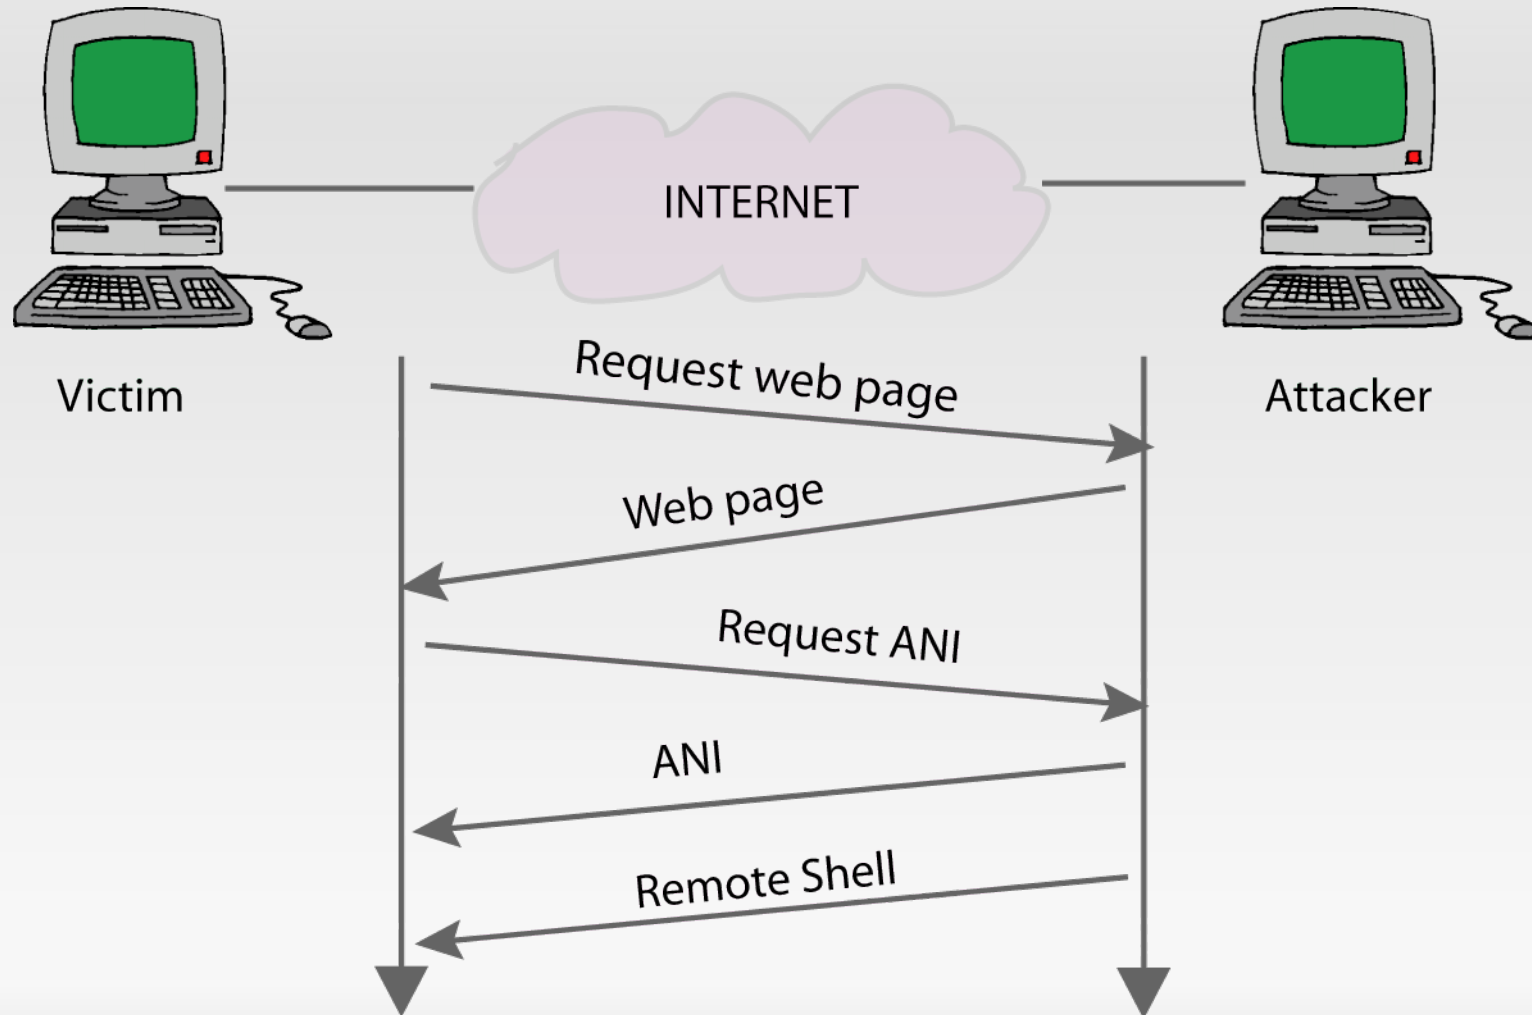 INTERNET
Victim
Attacker
Request web page
Web page
Request ANI
ANI
Remote Shell